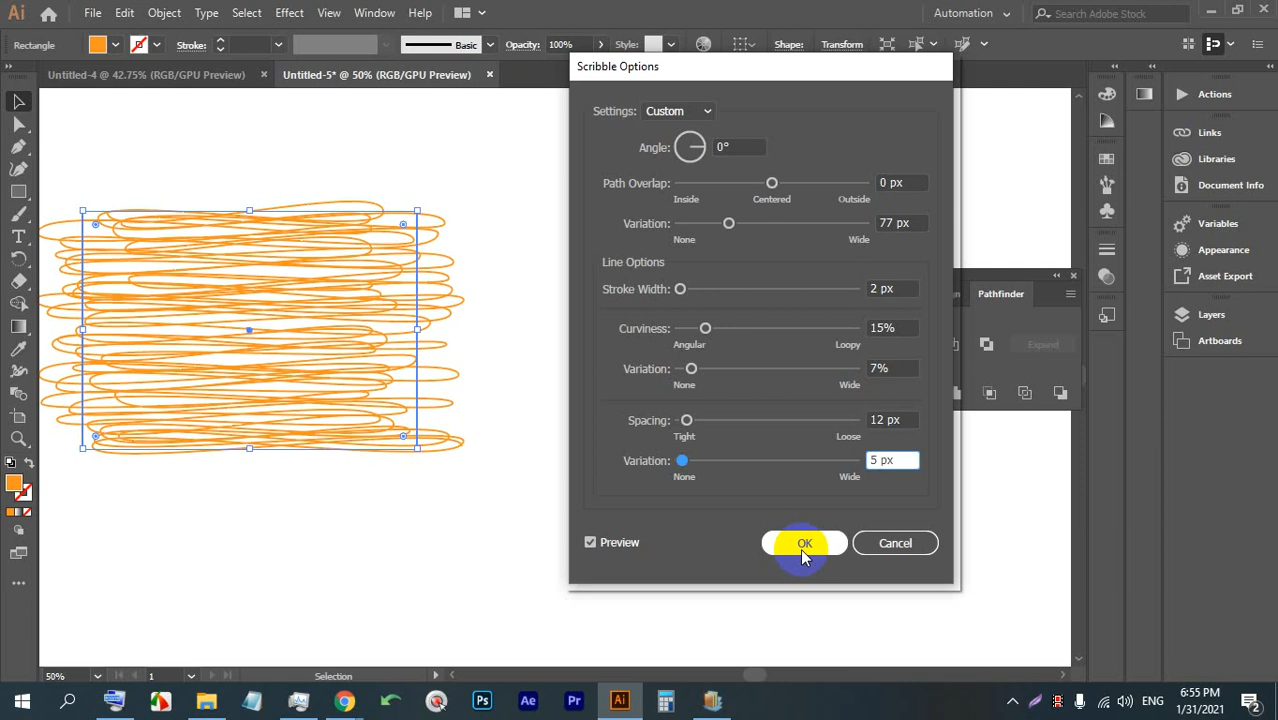 Ai File Edit Object Type Select Effect View Window Help Automation Search Adobe Stock
Rectangle Stroke: Basic Opacity: 100% Style: Shape: Transform
Untitled-4 @ 42.75% (RGB/GPU Preview) Untitled-5* @ 50% (RGB/GPU Preview)
Scribble Options
Settings: Custom
Angle: 0°
Path Overlap: 0 px
Inside Centered Outside
Variation: 77 px
None Wide
Line Options
Stroke Width: 2 px
Curviness: 15%
Angular Loopy
Variation: 7%
None Wide
Spacing: 12 px
Tight Loose
Variation: 5 px
None Wide
Preview OK Cancel
Pathfinder
Expand
Actions
Links
Libraries
Document Info
Variables
Appearance
Asset Export
Layers
Artboards
50% 1 Selection
Ps Ae Pr Ai ENG
6:55 PM
1/31/2021
2